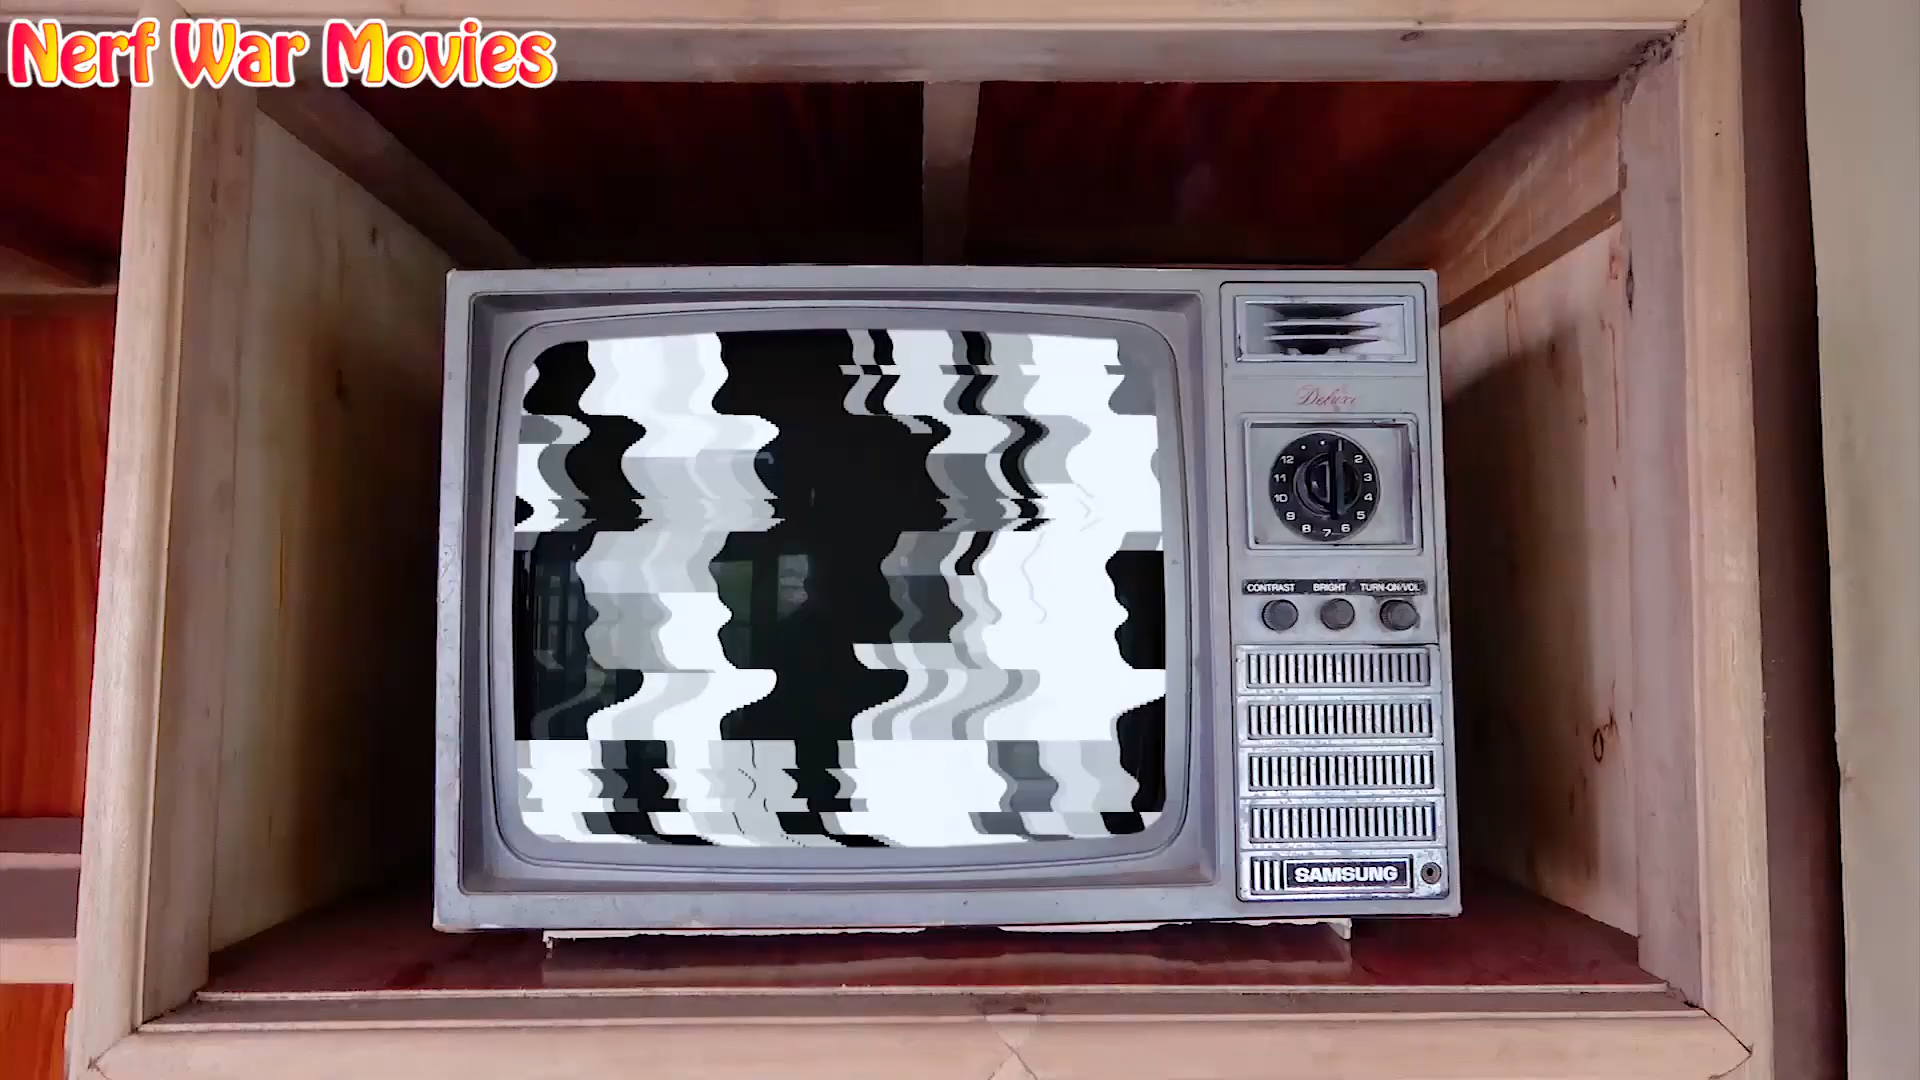 Nerf War Movies
Deluxe
12 2
11 3
10 4
9 5
8 7 6
CONTRAST BRIGHT TURN-ON/VOL
SAMSUNG